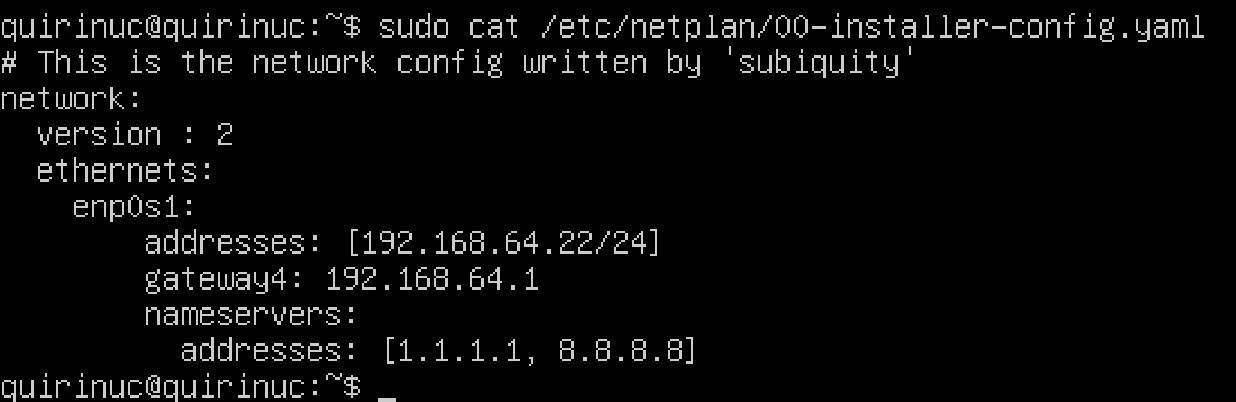 quirinuc@quirinuc:~$ sudo cat /etc/netplan/00-installer-config.yaml
# This is the network config written by 'subiquity'
network:
  version : 2
  ethernets:
    enp0s1:
        addresses: [192.168.64.22/24]
        gateway4: 192.168.64.1
        nameservers:
          addresses: [1.1.1.1, 8.8.8.8]
quirinuc@quirinuc:~$ _